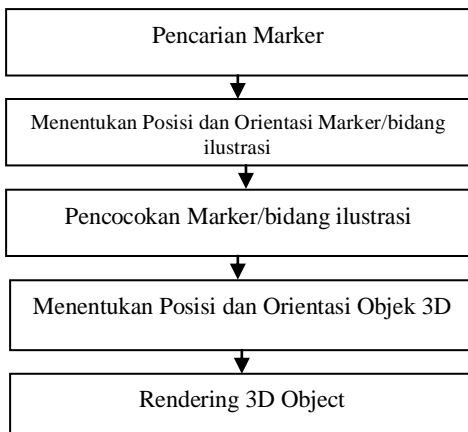 Pencarian Marker
Menentukan Posisi dan Orientasi Marker/bidang
ilustrasi
Pencocokan Marker/bidang ilustrasi
Menentukan Posisi dan Orientasi Objek 3D
Rendering 3D Object